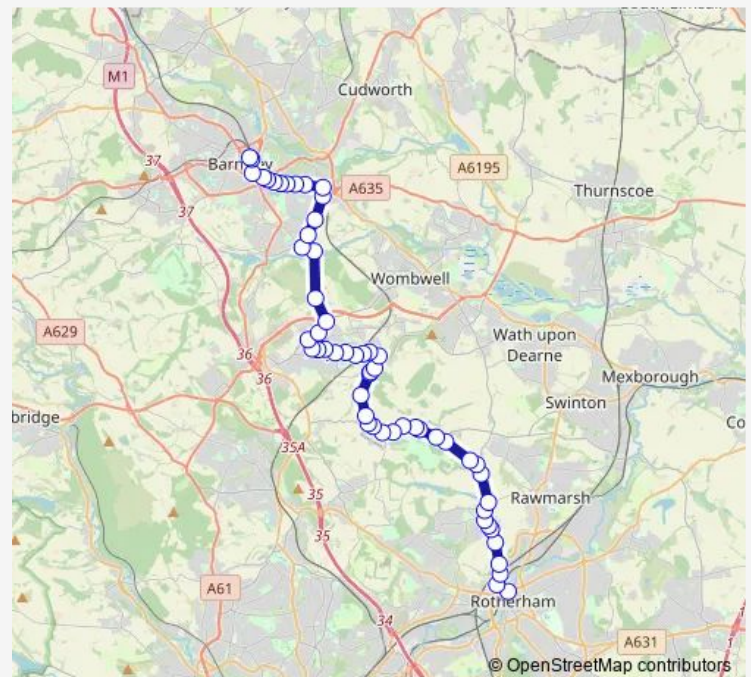 M1
Cudworth
37
Barnsley
A6195
A635
Thurnscoe
37
Wombwell
A629
Wath upon
Dearne
36
36
Mexborough
Swinton
bridge
Co
35A
35
Rawmarsh
35
A61
Rotherham
34
A631
© OpenStreetMap contributors